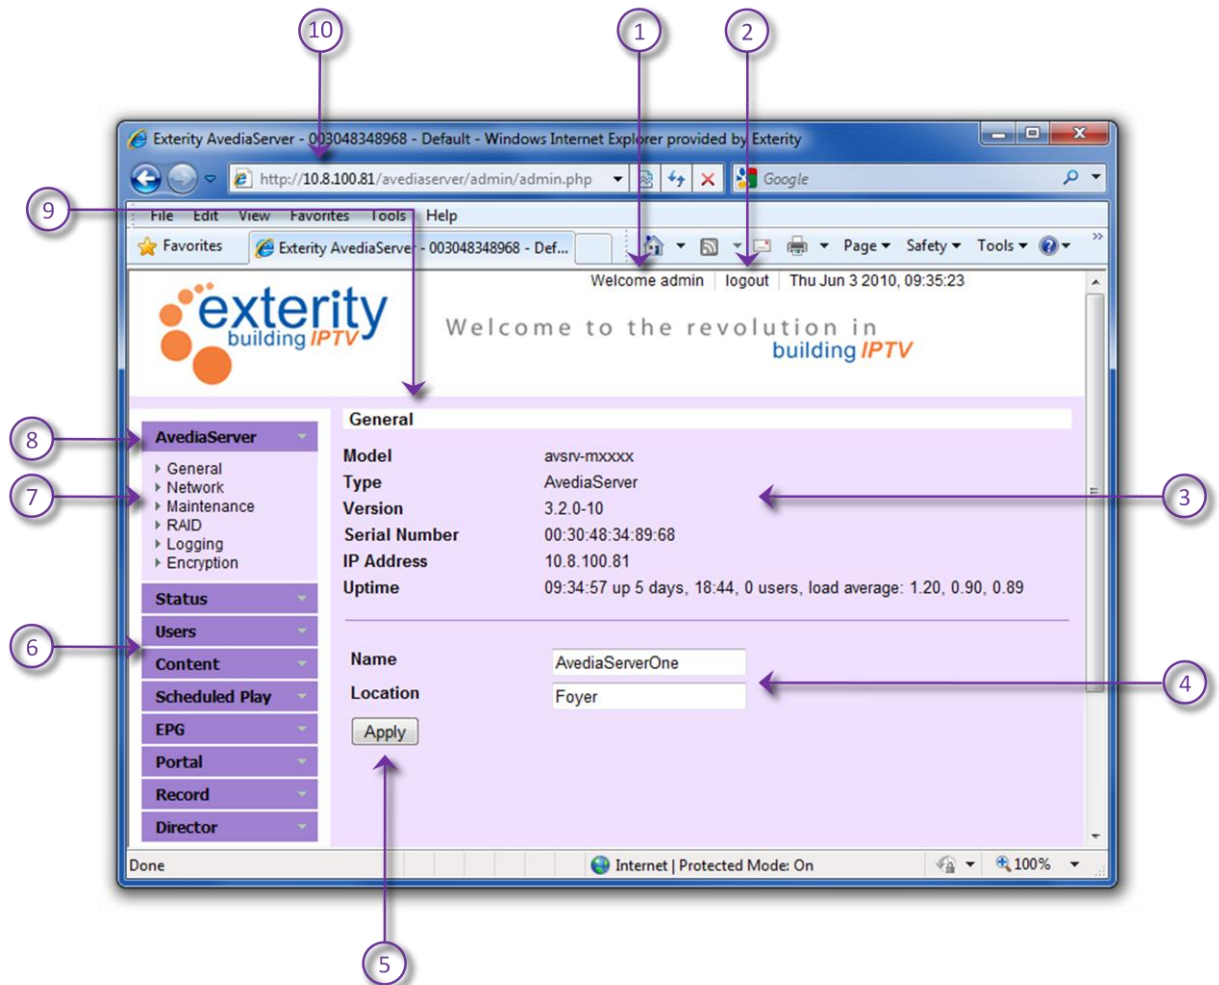 10
1
2
Exterity AvediaServer - 003048348968 - Default - Windows Internet Explorer provided by Exterity
http://10.8.100.81/avediaserver/admin/admin.php
Google
9
File Edit View Favorites Tools Help
Favorites
Exterity AvediaServer - 003048348968 - Def...
Page Safety Tools
Welcome admin | logout | Thu Jun 3 2010, 09:35:23
exterity
building IPTV
Welcome to the revolution in
building IPTV
General
8
AvediaServer
Model avsrv-mxxxx
General
Type AvediaServer
7
Network
3
Maintenance
Version 3.2.0-10
RAID
Serial Number 00:30:48:34:89:68
Logging
IP Address 10.8.100.81
Encryption
Uptime 09:34:57 up 5 days, 18:44, 0 users, load average: 1.20, 0.90, 0.89
Status
Users
6
Content
Name AvediaServerOne
4
Scheduled Play
Location Foyer
EPG
Apply
Portal
Record
Director
Done
Internet | Protected Mode: On
100%
5